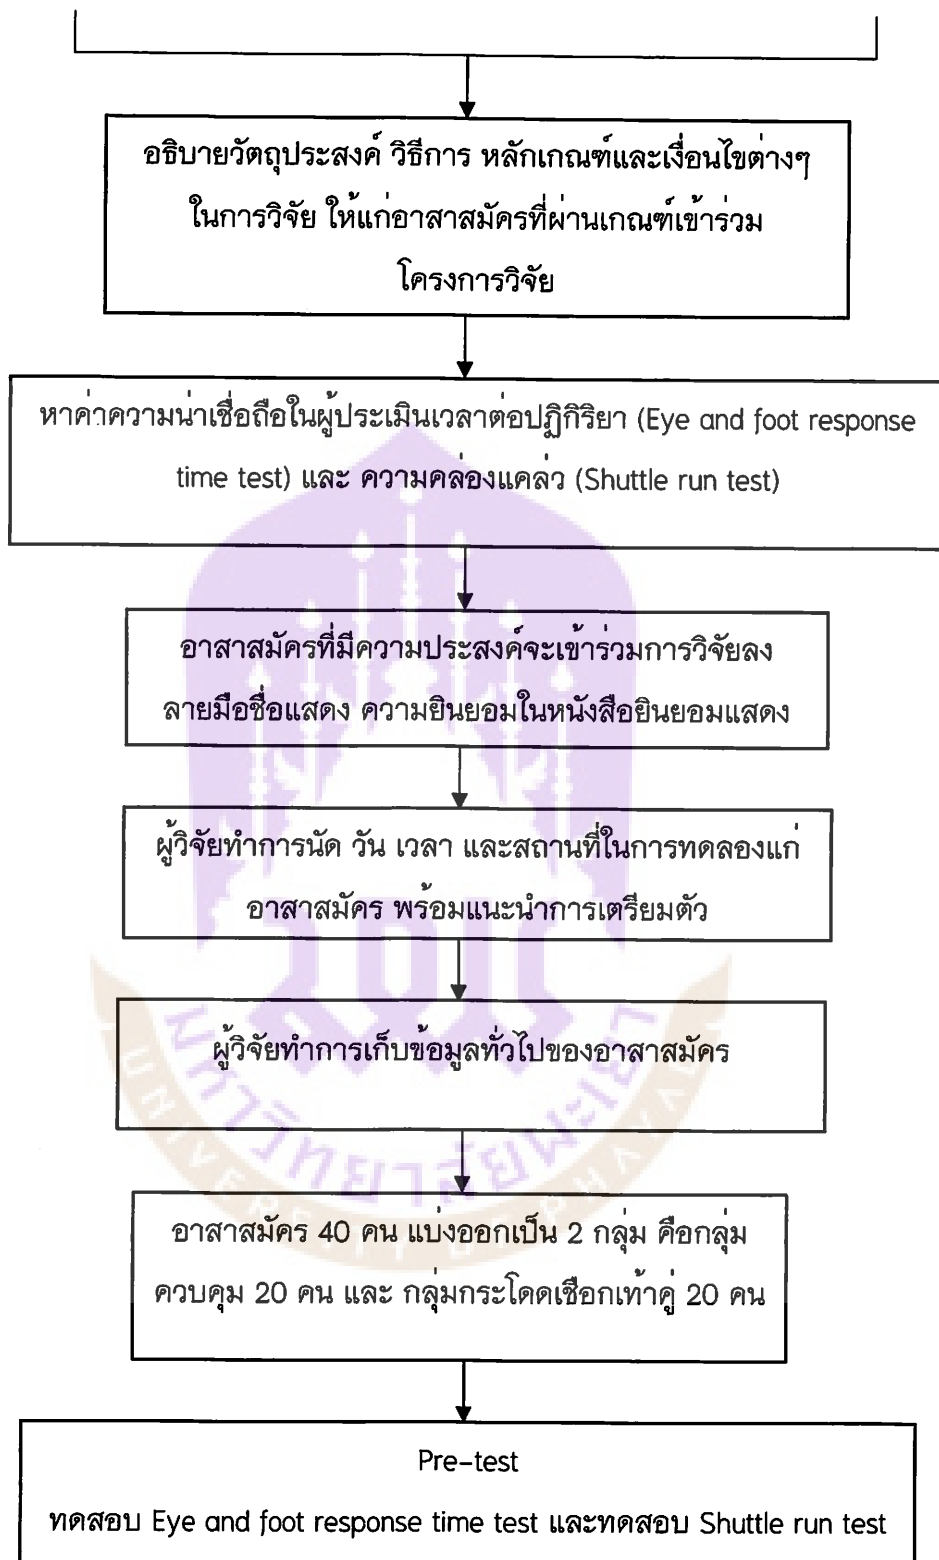 อธิบายวัตถุประสงค์ วิธีการ หลักเกณฑ์และเงื่อนไขต่างๆ
ในการวิจัย ให้แก่อาสาสมัครที่ผ่านเกณฑ์เข้าร่วม
โครงการวิจัย
หาค่าความน่าเชื่อถือในผู้ประเมินเวลาต่อปฏิกิริยา (Eye and foot response
time test) และ ความคล่องแคล่ว (Shuttle run test)
อาสาสมัครที่มีความประสงค์จะเข้าร่วมการวิจัยลง
ลายมือชื่อแสดง ความยินยอมในหนังสือยินยอมแสดง
ผู้วิจัยทำการนัด วัน เวลา และสถานที่ในการทดลองแก่
อาสาสมัคร พร้อมแนะนำการเตรียมตัว
ผู้วิจัยทำการเก็บข้อมูลทั่วไปของอาสาสมัคร
มหาวิทยาลัยพะเยา
UNIVERSITY OF PHAYAO
อาสาสมัคร 40 คน แบ่งออกเป็น 2 กลุ่ม คือกลุ่ม
ควบคุม 20 คน และ กลุ่มกระโดดเชือกเท้าคู่ 20 คน
Pre-test
ทดสอบ Eye and foot response time test และทดสอบ Shuttle run test